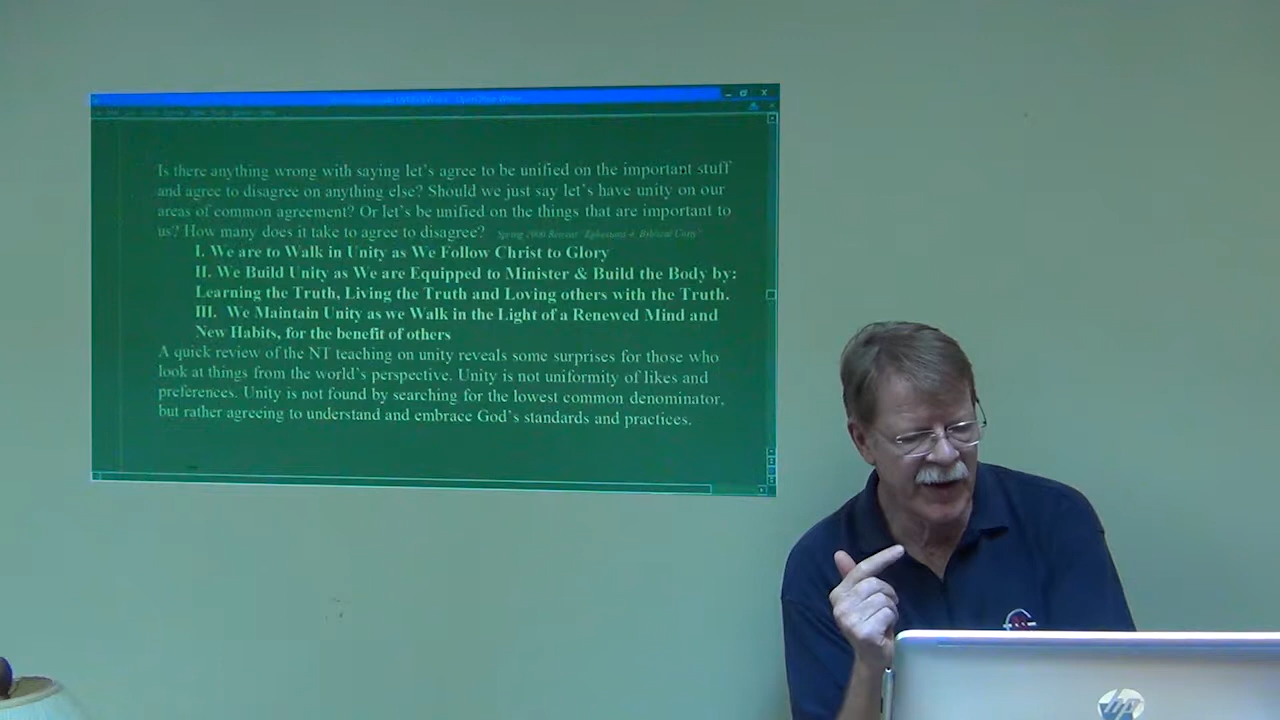 Is there anything wrong with saying let's agree to be unified on the important stuff
and agree to disagree on anything else? Should we just say let's have unity on our
areas of common agreement? Or let's be unified on the things that are important to
us? How many does it take to agree to disagree? Spring 2000 Retreat "Ephesians 4: Biblical Unity"
I. We are to Walk in Unity as We Follow Christ to Glory
II. We Build Unity as We are Equipped to Minister & Build the Body by:
Learning the Truth, Living the Truth and Loving others with the Truth.
III. We Maintain Unity as we Walk in the Light of a Renewed Mind and
New Habits, for the benefit of others
A quick review of the NT teaching on unity reveals some surprises for those who
look at things from the world's perspective. Unity is not uniformity of likes and
preferences. Unity is not found by searching for the lowest common denominator,
but rather agreeing to understand and embrace God's standards and practices.
hp